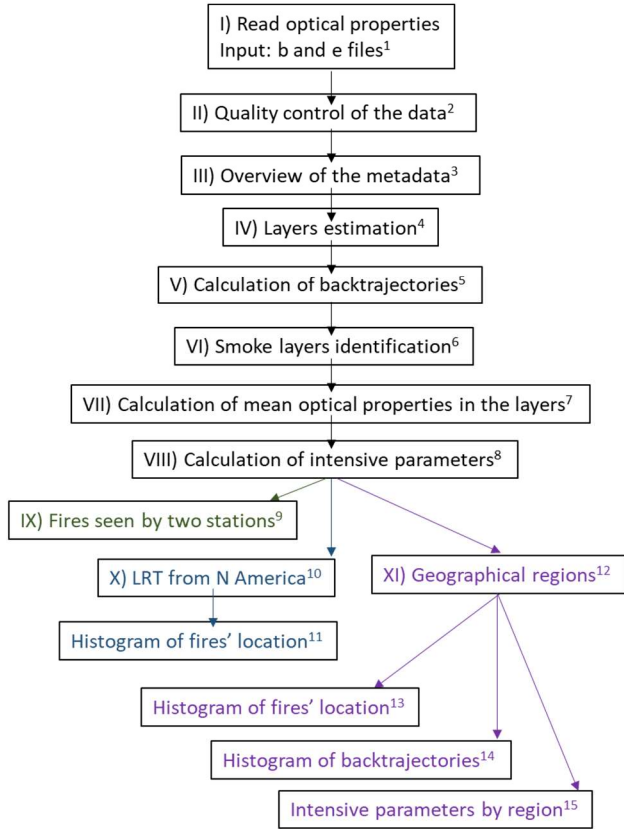 I) Read optical properties
Input: b and e files¹
II) Quality control of the data²
III) Overview of the metadata³
IV) Layers estimation⁴
V) Calculation of backtrajectories⁵
VI) Smoke layers identification⁶
VII) Calculation of mean optical properties in the layers⁷
VIII) Calculation of intensive parameters⁸
IX) Fires seen by two stations⁹
X) LRT from N America¹⁰
XI) Geographical regions¹²
Histogram of fires’ location¹¹
Histogram of fires’ location¹³
Histogram of backtrajectories¹⁴
Intensive parameters by region¹⁵